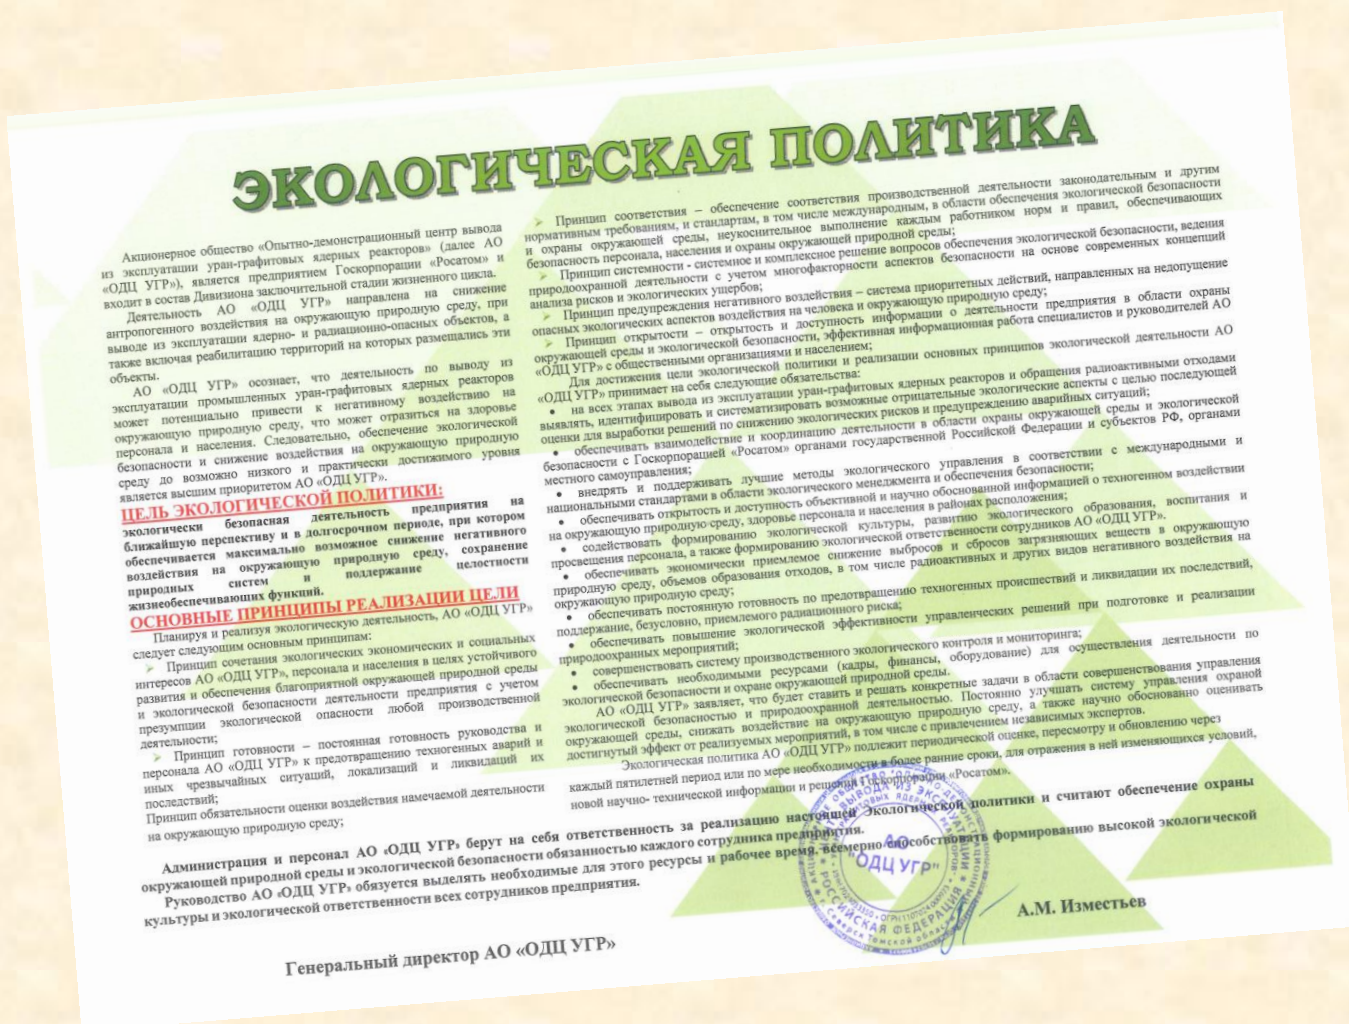 ЭКОЛОГИЧЕСКАЯ ПОЛИТИКА
Акционерное общество «Опытно-демонстрационный центр вывода
из эксплуатации уран-графитовых ядерных реакторов» (далее АО
«ОДЦ УГР»), является предприятием Госкорпорации «Росатом» и
входит в состав Дивизиона заключительной стадии жизненного цикла.
Деятельность АО «ОДЦ УГР» направлена на снижение
антропогенного воздействия на окружающую природную среду, при
выводе из эксплуатации ядерно- и радиационно-опасных объектов, а
также включая реабилитацию территорий на которых размещались эти
объекты.
АО «ОДЦ УГР» осознает, что деятельность по выводу из
эксплуатации промышленных уран-графитовых ядерных реакторов
может потенциально привести к негативному воздействию на
окружающую природную среду, что может отразиться на здоровье
персонала и населения. Следовательно, обеспечение экологической
безопасности и снижение воздействия на окружающую природную
среду до возможно низкого и практически достижимого уровня
является высшим приоритетом АО «ОДЦ УГР».
ЦЕЛЬ ЭКОЛОГИЧЕСКОЙ ПОЛИТИКИ:
экологически безопасная деятельность предприятия на
ближайшую перспективу и в долгосрочном периоде, при котором
обеспечивается максимально возможное снижение негативного
воздействия на окружающую природную среду, сохранение
природных систем и поддержание целостности
жизнеобеспечивающих функций.
ОСНОВНЫЕ ПРИНЦИПЫ РЕАЛИЗАЦИИ ЦЕЛИ
Планируя и реализуя экологическую деятельность, АО «ОДЦ УГР»
следует следующим основным принципам:
➢ Принцип сочетания экологических экономических и социальных
интересов АО «ОДЦ УГР», персонала и населения в целях устойчивого
развития и обеспечения благоприятной окружающей природной среды
и экологической безопасности деятельности предприятия с учетом
презумпции экологической опасности любой производственной
деятельности;
➢ Принцип готовности – постоянная готовность руководства и
персонала АО «ОДЦ УГР» к предотвращению техногенных аварий и
иных чрезвычайных ситуаций, локализаций и ликвидаций их
последствий;
Принцип обязательности оценки воздействия намечаемой деятельности
на окружающую природную среду;
➢ Принцип соответствия – обеспечение соответствия производственной деятельности законодательным и другим
нормативным требованиям, и стандартам, в том числе международным, в области обеспечения экологической безопасности
и охраны окружающей среды, неукоснительное выполнение каждым работником норм и правил, обеспечивающих
безопасность персонала, населения и охраны окружающей природной среды;
➢ Принцип системности - системное и комплексное решение вопросов обеспечения экологической безопасности, ведения
природоохранной деятельности с учетом многофакторности аспектов безопасности на основе современных концепций
анализа рисков и экологических ущербов;
➢ Принцип предупреждения негативного воздействия – система приоритетных действий, направленных на недопущение
опасных экологических аспектов воздействия на человека и окружающую природную среду;
➢ Принцип открытости – открытость и доступность информации о деятельности предприятия в области охраны
окружающей среды и экологической безопасности, эффективная информационная работа специалистов и руководителей АО
«ОДЦ УГР» с общественными организациями и населением;
Для достижения цели экологической политики и реализации основных принципов экологической деятельности АО
«ОДЦ УГР» принимает на себя следующие обязательства:
• на всех этапах вывода из эксплуатации уран-графитовых ядерных реакторов и обращения радиоактивными отходами
выявлять, идентифицировать и систематизировать возможные отрицательные экологические аспекты с целью последующей
оценки для выработки решений по снижению экологических рисков и предупреждению аварийных ситуаций;
• обеспечивать взаимодействие и координацию деятельности в области охраны окружающей среды и экологической
безопасности с Госкорпорацией «Росатом» органами государственной Российской Федерации и субъектов РФ, органами
местного самоуправления;
• внедрять и поддерживать лучшие методы экологического управления в соответствии с международными и
национальными стандартами в области экологического менеджмента и обеспечения безопасности;
• обеспечивать открытость и доступность объективной и научно обоснованной информацией о техногенном воздействии
на окружающую природную среду, здоровье персонала и населения в районах расположения;
• содействовать формированию экологической культуры, развитию экологического образования, воспитания и
просвещения персонала, а также формированию экологической ответственности сотрудников АО «ОДЦ УГР».
• обеспечивать экономически приемлемое снижение выбросов и сбросов загрязняющих веществ в окружающую
природную среду, объемов образования отходов, в том числе радиоактивных и других видов негативного воздействия на
окружающую природную среду;
• обеспечивать постоянную готовность по предотвращению техногенных происшествий и ликвидации их последствий,
поддержание, безусловно, приемлемого радиационного риска;
• обеспечивать повышение экологической эффективности управленческих решений при подготовке и реализации
природоохранных мероприятий;
• совершенствовать систему производственного экологического контроля и мониторинга;
• обеспечивать необходимыми ресурсами (кадры, финансы, оборудование) для осуществления деятельности по
экологической безопасности и охране окружающей природной среды.
АО «ОДЦ УГР» заявляет, что будет ставить и решать конкретные задачи в области совершенствования управления
экологической безопасностью и природоохранной деятельностью. Постоянно улучшать систему управления охраной
окружающей среды, снижать воздействие на окружающую природную среду, а также научно обоснованно оценивать
достигнутый эффект от реализуемых мероприятий, в том числе с привлечением независимых экспертов.
Экологическая политика АО «ОДЦ УГР» подлежит периодической оценке, пересмотру и обновлению через
каждый пятилетней период или по мере необходимости в более ранние сроки, для отражения в ней изменяющихся условий,
новой научно- технической информации и решений Госкорпорации «Росатом».
Администрация и персонал АО «ОДЦ УГР» берут на себя ответственность за реализацию настоящей Экологической политики и считают обеспечение охраны
окружающей природной среды и экологической безопасности обязанностью каждого сотрудника предприятия.
Руководство АО «ОДЦ УГР» обязуется выделять необходимые для этого ресурсы и рабочее время, всемерно способствовать формированию высокой экологической
культуры и экологической ответственности всех сотрудников предприятия.
Генеральный директор АО «ОДЦ УГР»
А.М. Изместьев
АО
"ОДЦ УГР"
РОССИЙСКАЯ ФЕДЕРАЦИЯ
г. Северск Томской область